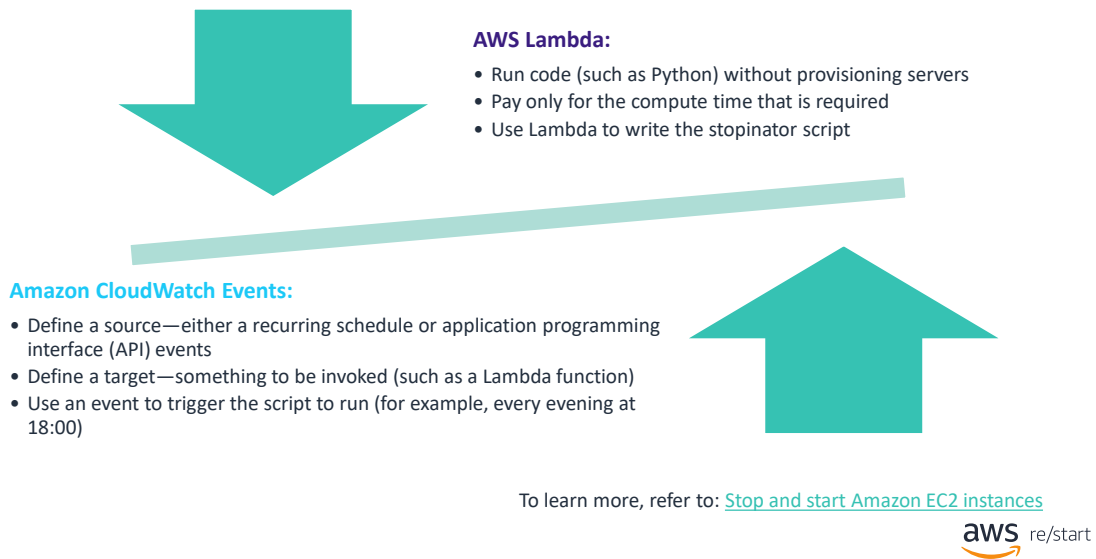 AWS Lambda:
• Run code (such as Python) without provisioning servers
• Pay only for the compute time that is required
• Use Lambda to write the stopinator script
Amazon CloudWatch Events:
• Define a source—either a recurring schedule or application programming
interface (API) events
• Define a target—something to be invoked (such as a Lambda function)
• Use an event to trigger the script to run (for example, every evening at
18:00)
To learn more, refer to: Stop and start Amazon EC2 instances
aws re/start